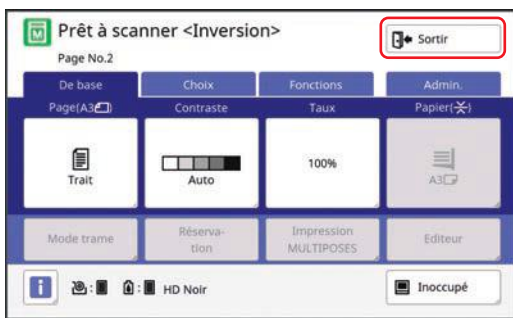 Prêt à scanner <Inversion>
Sortir
Page No.2
De base
Choix
Fonctions
Admin.
Page(A3)
Contraste
Taux
Papier()
Trait
Auto
100%
A3
Mode trame
Réserva-
tion
Impression
MULTIPOSES
Editeur
: : HD Noir
Inoccupé